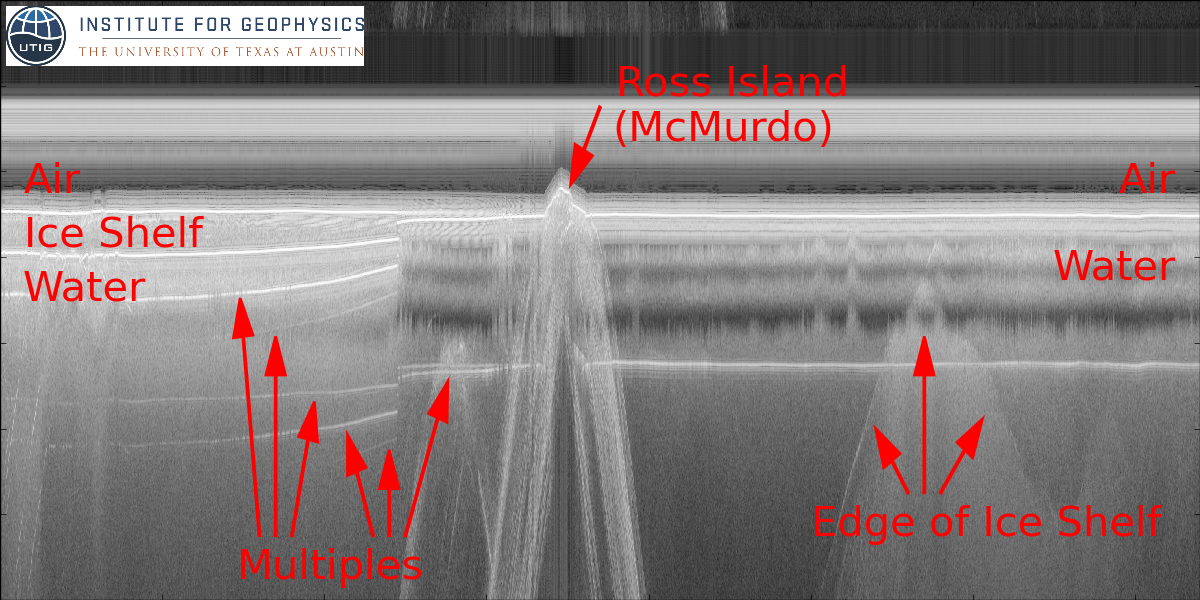 UTIG
INSTITUTE FOR GEOPHYSICS
THE UNIVERSITY OF TEXAS AT AUSTIN
Ross Island
(McMurdo)
Air
Air
Ice Shelf
Water
Water
Edge of Ice Shelf
Multiples